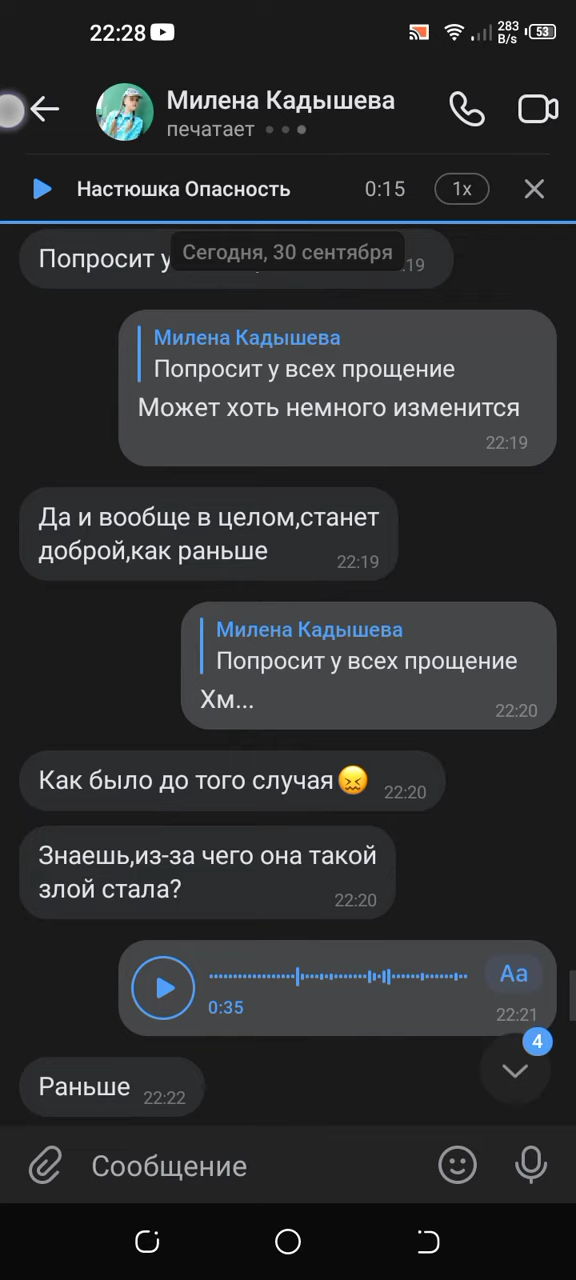 22:28
283
B/s
53
Милена Кадышева
печатает
Настюшка Опасность 0:15 1x
Сегодня, 30 сентября
Попросит у :19
Милена Кадышева
Попросит у всех прощение
Может хоть немного изменится
22:19
Да и вообще в целом,станет
доброй,как раньше
22:19
Милена Кадышева
Попросит у всех прощение
Хм...
22:20
Как было до того случая😖 22:20
Знаешь,из-за чего она такой
злой стала?
22:20
Aa
0:35
22:21
4
Раньше 22:22
Сообщение